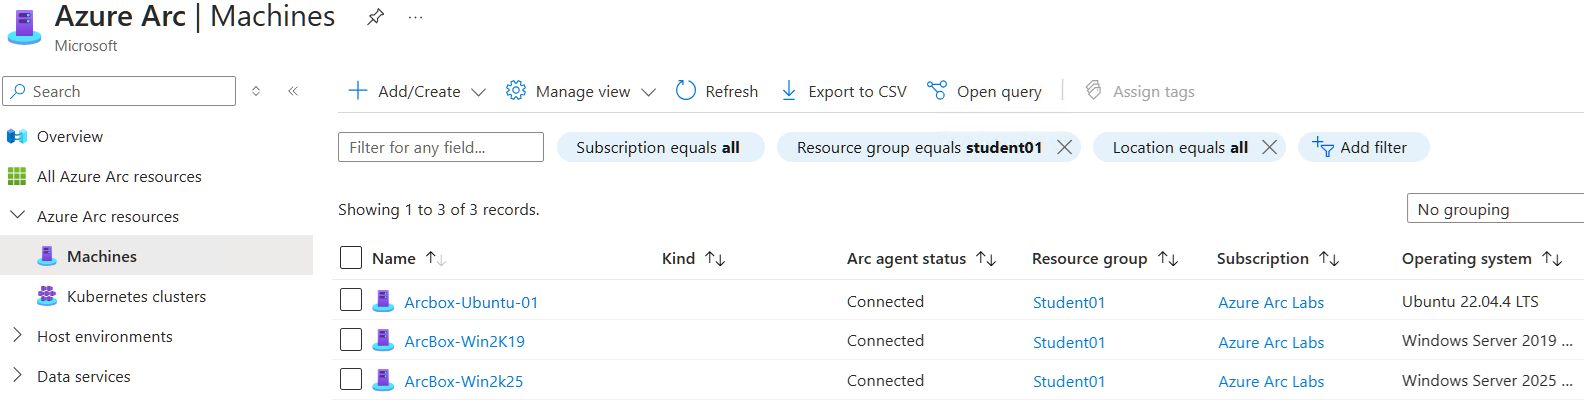 Azure Arc | Machines ...
Microsoft
Search
Add/Create Manage view Refresh Export to CSV Open query Assign tags
Overview
Filter for any field... Subscription equals all Resource group equals student01 Location equals all Add filter
All Azure Arc resources
Azure Arc resources
Showing 1 to 3 of 3 records. No grouping
Machines
Name Kind Arc agent status Resource group Subscription Operating system
Kubernetes clusters
Arcbox-Ubuntu-01 Connected Student01 Azure Arc Labs Ubuntu 22.04.4 LTS
Host environments
ArcBox-Win2K19 Connected Student01 Azure Arc Labs Windows Server 2019 ...
Data services
ArcBox-Win2k25 Connected Student01 Azure Arc Labs Windows Server 2025 ...